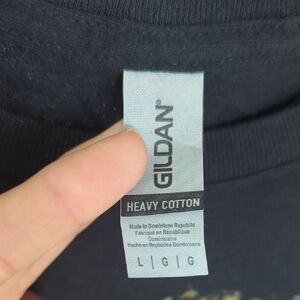 GILDAN®
HEAVY COTTON
Made in Dominican Republic
Fabriqué en République
Dominicaine
Hecho en República Dominicana
L | G | G